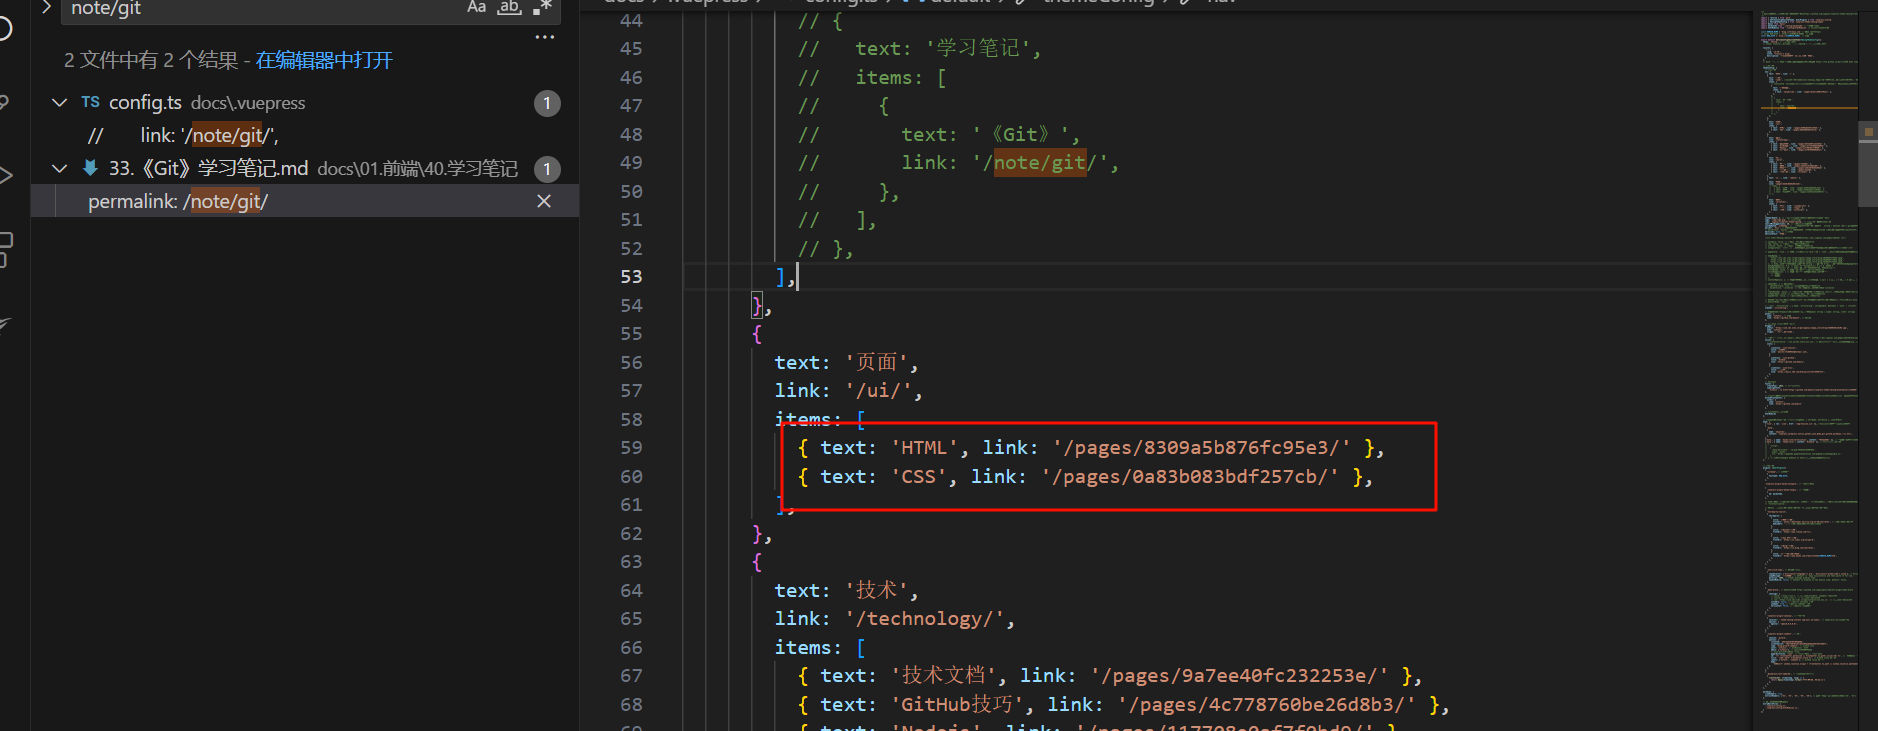 note/git
Aa ab .*
...
2 文件中有 2 个结果 - 在编辑器中打开
TS config.ts docs\.vuepress 1
// link: '/note/git/',
33.《Git》学习笔记.md docs\01.前端\40.学习笔记 1
permalink: /note/git/
44 // {
45 // text: '学习笔记',
46 // items: [
47 // {
48 // text: '《Git》',
49 // link: '/note/git/',
50 // },
51 // ],
52 // },
53 ],
54 },
55 {
56 text: '页面',
57 link: '/ui/',
58 items: [
59 { text: 'HTML', link: '/pages/8309a5b876fc95e3/' },
60 { text: 'CSS', link: '/pages/0a83b083bdf257cb/' },
61 ],
62 },
63 {
64 text: '技术',
65 link: '/technology/',
66 items: [
67 { text: '技术文档', link: '/pages/9a7ee40fc232253e/' },
68 { text: 'GitHub技巧', link: '/pages/4c778760be26d8b3/' },